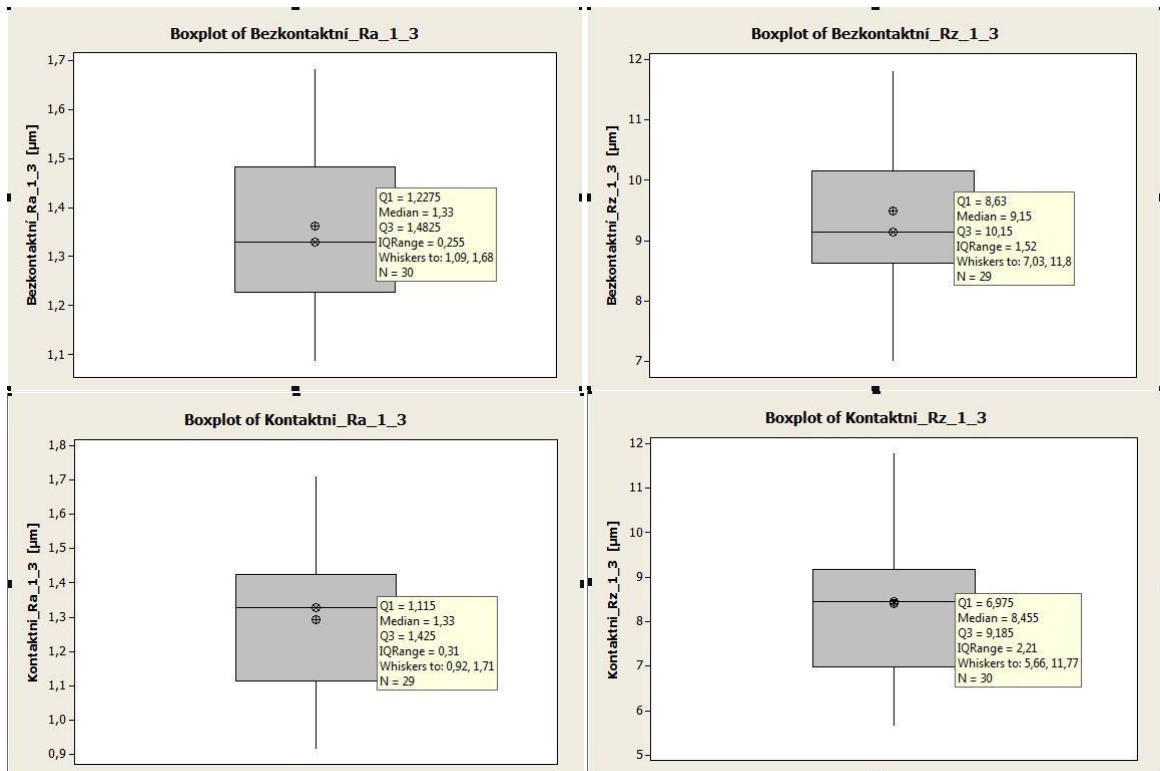 Boxplot of Bezkontaktní_Ra_1_3
Bezkontaktní_Ra_1_3 [µm]
1,7
1,6
1,5
1,4
1,3
1,2
1,1
Q1 = 1,2275
Median = 1,33
Q3 = 1,4825
IQRange = 0,255
Whiskers to: 1,09, 1,68
N = 30
Boxplot of Bezkontaktní_Rz_1_3
Bezkontaktní_Rz_1_3 [µm]
12
11
10
9
8
7
Q1 = 8,63
Median = 9,15
Q3 = 10,15
IQRange = 1,52
Whiskers to: 7,03, 11,8
N = 29
Boxplot of Kontaktní_Ra_1_3
Kontaktní_Ra_1_3 [µm]
1,8
1,7
1,6
1,5
1,4
1,3
1,2
1,1
1,0
0,9
Q1 = 1,115
Median = 1,33
Q3 = 1,425
IQRange = 0,31
Whiskers to: 0,92, 1,71
N = 29
Boxplot of Kontaktní_Rz_1_3
Kontaktní_Rz_1_3 [µm]
12
11
10
9
8
7
6
5
Q1 = 6,975
Median = 8,455
Q3 = 9,185
IQRange = 2,21
Whiskers to: 5,66, 11,77
N = 30